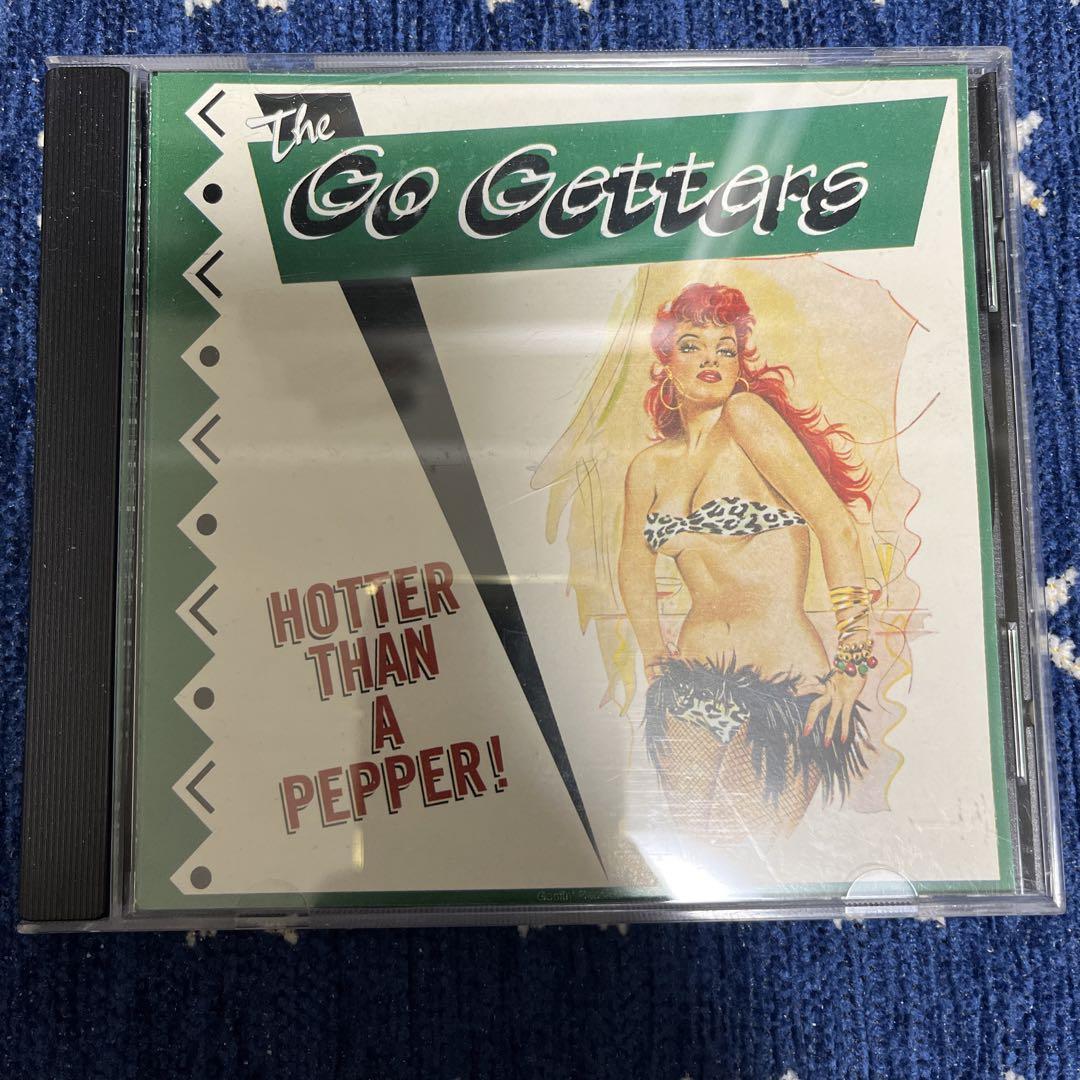 The
Go Getters
HOTTER
THAN
A
PEPPER!